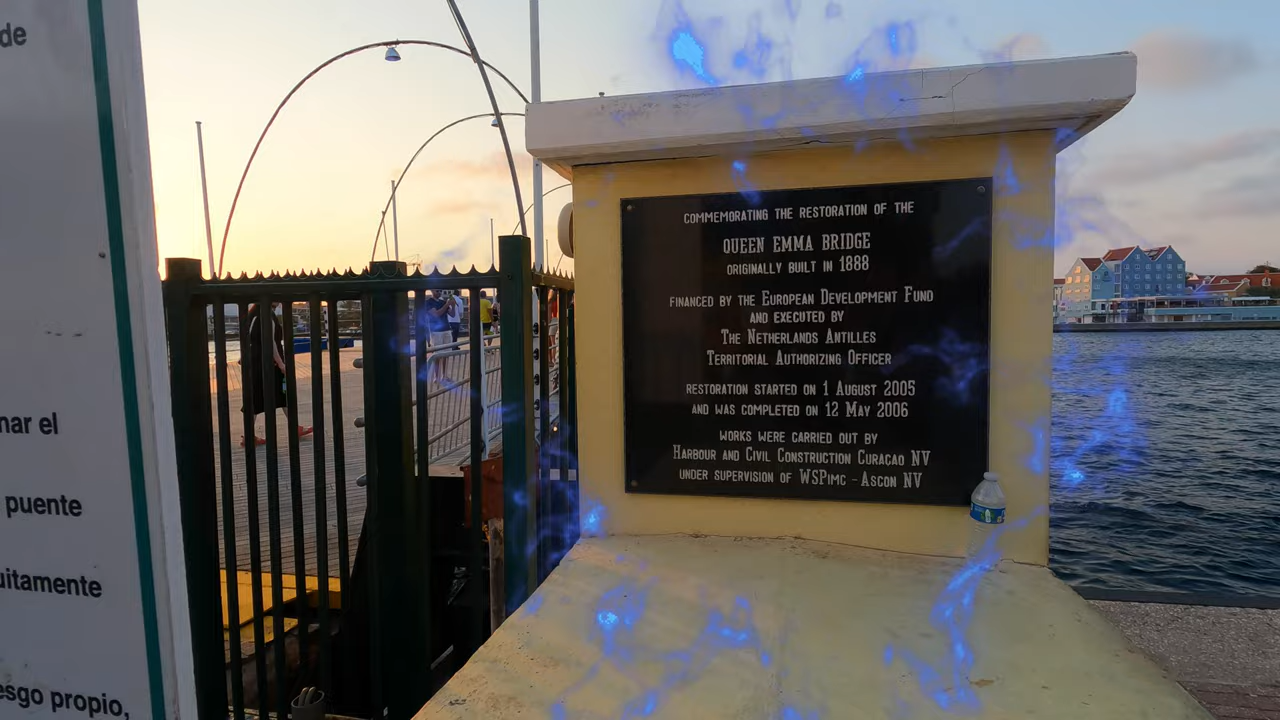 de
nar el
puente
uitamente
esgo propio,
COMMEMORATING THE RESTORATION OF THE
QUEEN EMMA BRIDGE
ORIGINALLY BUILT IN 1888
FINANCED BY THE EUROPEAN DEVELOPMENT FUND
AND EXECUTED BY
THE NETHERLANDS ANTILLES
TERRITORIAL AUTHORIZING OFFICER
RESTORATION STARTED ON 1 AUGUST 2005
AND WAS COMPLETED ON 12 MAY 2006
WORKS WERE CARRIED OUT BY
HARBOUR AND CIVIL CONSTRUCTION CURAÇAO NV
UNDER SUPERVISION OF WSPIMC - ASCON NV